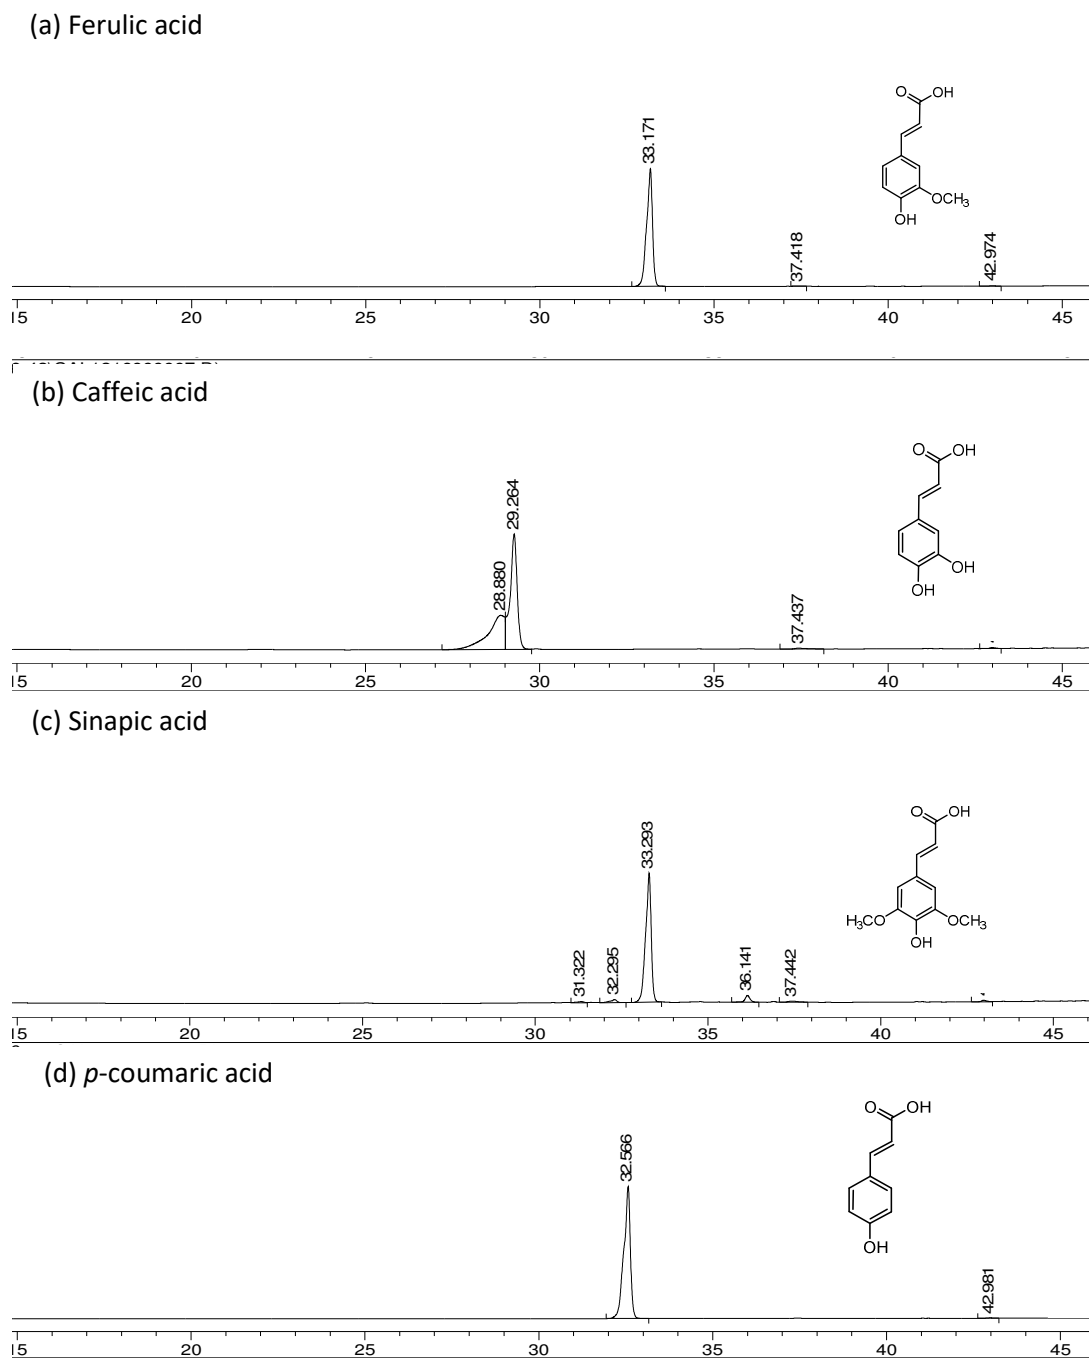 (a) Ferulic acid
O
OH
33.171
OCH3
OH
37.418
42.974
15 20 25 30 35 40 45
(b) Caffeic acid
O
OH
29.264
28.880
OH
OH
37.437
15 20 25 30 35 40 45
(c) Sinapic acid
O
OH
33.293
H3CO
OCH3
OH
31.322
32.295
36.141
37.442
15 20 25 30 35 40 45
(d) p-coumaric acid
O
OH
32.566
OH
42.981
15 20 25 30 35 40 45